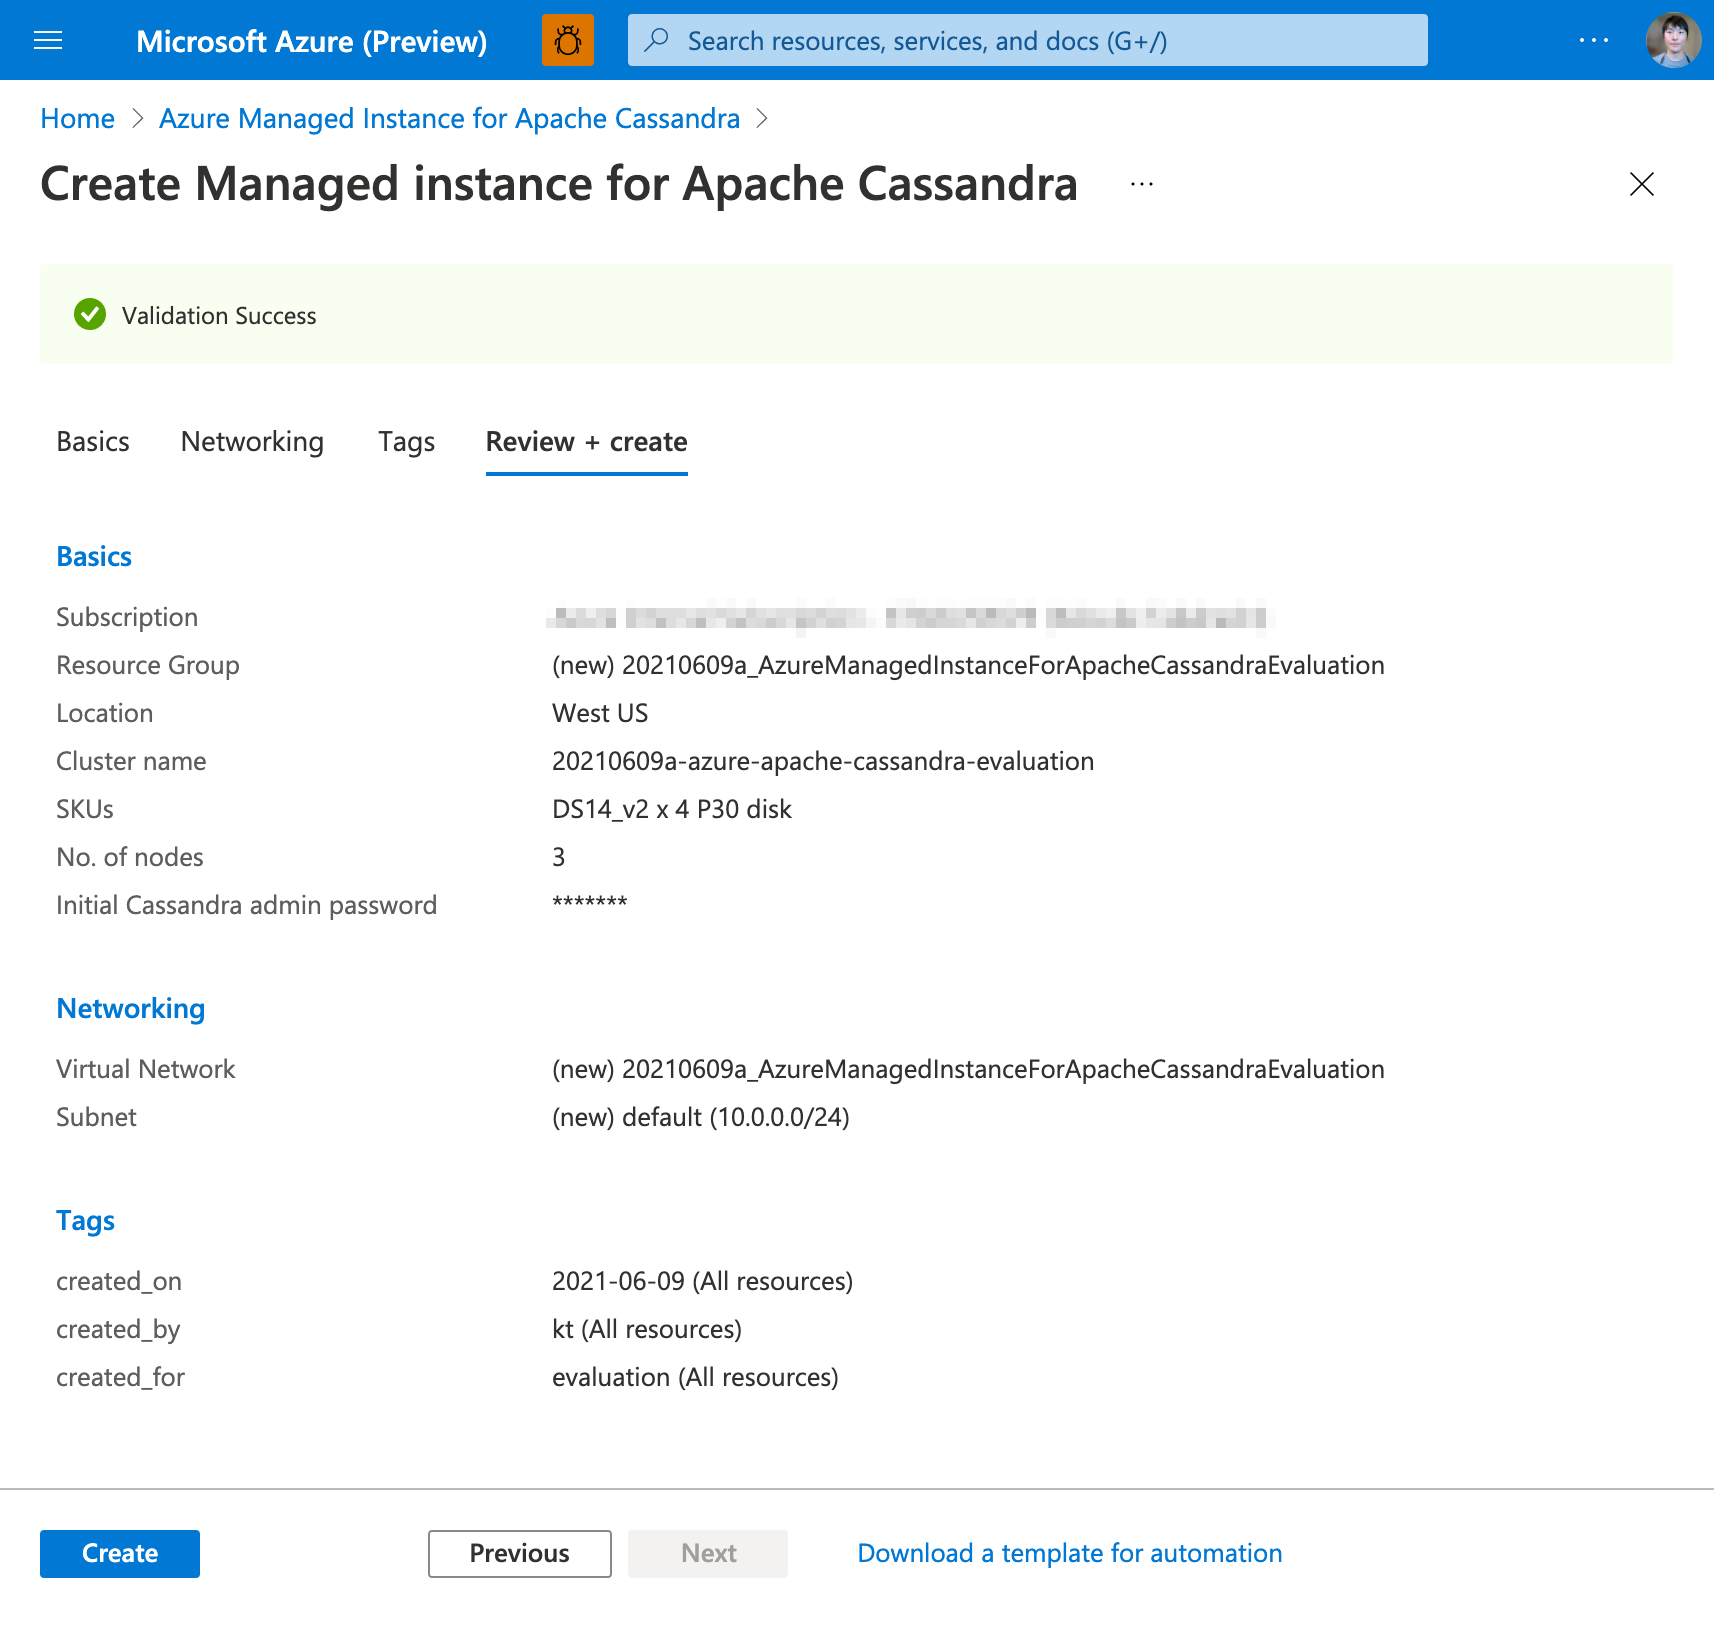 Microsoft Azure (Preview)
Search resources, services, and docs (G+/)
Home > Azure Managed Instance for Apache Cassandra >
Create Managed instance for Apache Cassandra ...
Validation Success
Basics Networking Tags Review + create
Basics
Subscription
Resource Group (new) 20210609a_AzureManagedInstanceForApacheCassandraEvaluation
Location West US
Cluster name 20210609a-azure-apache-cassandra-evaluation
SKUs DS14_v2 x 4 P30 disk
No. of nodes 3
Initial Cassandra admin password *******
Networking
Virtual Network (new) 20210609a_AzureManagedInstanceForApacheCassandraEvaluation
Subnet (new) default (10.0.0.0/24)
Tags
created_on 2021-06-09 (All resources)
created_by kt (All resources)
created_for evaluation (All resources)
Create Previous Next Download a template for automation